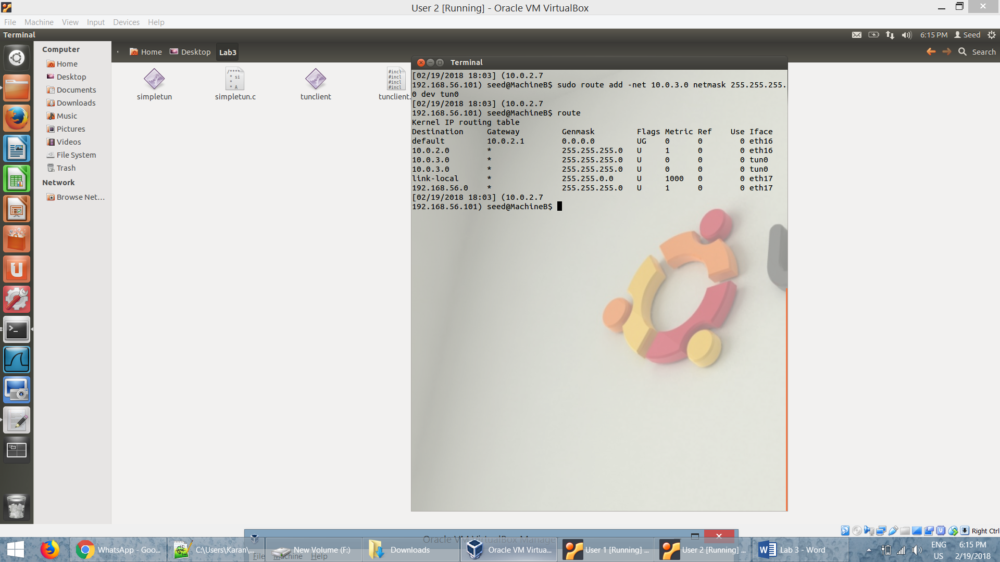 User 2 [Running] - Oracle VM VirtualBox
File Machine View Input Devices Help
Terminal
6:15 PM Seed
Computer
Home
Desktop
Documents
Downloads
Music
Pictures
Videos
File System
Trash
Network
Browse Net...
Home Desktop Lab3
Search
simpletun
simpletun.c
tunclient
tunclient.
/****
* si
*
* A
#incl
#incl
#incl
#incl
Terminal
[02/19/2018 18:03] (10.0.2.7
192.168.56.101) seed@MachineB$ sudo route add -net 10.0.3.0 netmask 255.255.255.
0 dev tun0
[02/19/2018 18:03] (10.0.2.7
192.168.56.101) seed@MachineB$ route
Kernel IP routing table
Destination Gateway Genmask Flags Metric Ref Use Iface
default 10.0.2.1 0.0.0.0 UG 0 0 0 eth16
10.0.2.0 * 255.255.255.0 U 1 0 0 eth16
10.0.3.0 * 255.255.255.0 U 0 0 0 tun0
10.0.3.0 * 255.255.255.0 U 0 0 0 tun0
link-local * 255.255.0.0 U 1000 0 0 eth17
192.168.56.0 * 255.255.255.0 U 1 0 0 eth17
[02/19/2018 18:03] (10.0.2.7
192.168.56.101) seed@MachineB$
Right Ctrl
Oracle VM VirtualBox Manager
File Machine Help
WhatsApp - Goo...
C:\Users\Karan\...
New Volume (F:)
Downloads
Oracle VM Virtua...
User 1 [Running] ...
User 2 [Running] ...
Lab 3 - Word
ENG
US
6:15 PM
2/19/2018